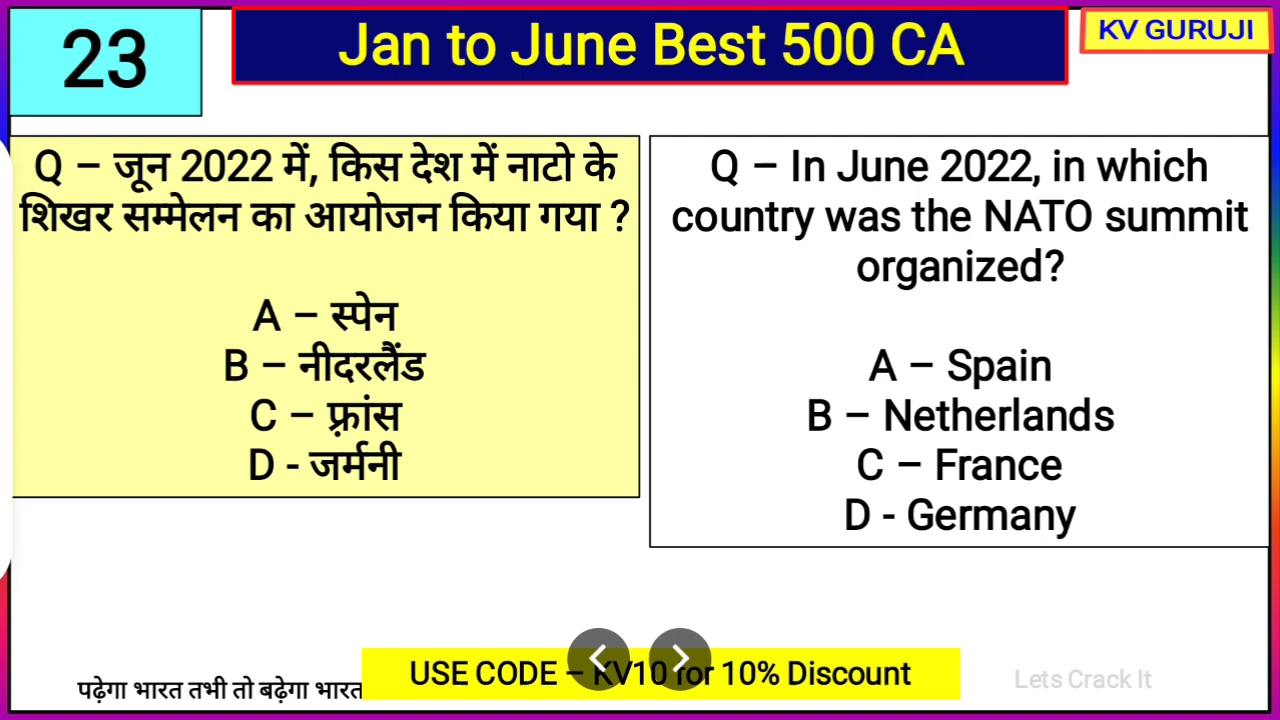 23
Jan to June Best 500 CA
KV GURUJI
Q – जून 2022 में, किस देश में नाटो के
शिखर सम्मेलन का आयोजन किया गया ?
A – स्पेन
B – नीदरलैंड
C – फ़्रांस
D - जर्मनी
Q – In June 2022, in which
country was the NATO summit
organized?
A – Spain
B – Netherlands
C – France
D - Germany
पढ़ेगा भारत तभी तो बढ़ेगा भारत
USE CODE – KV10 for 10% Discount
Lets Crack It